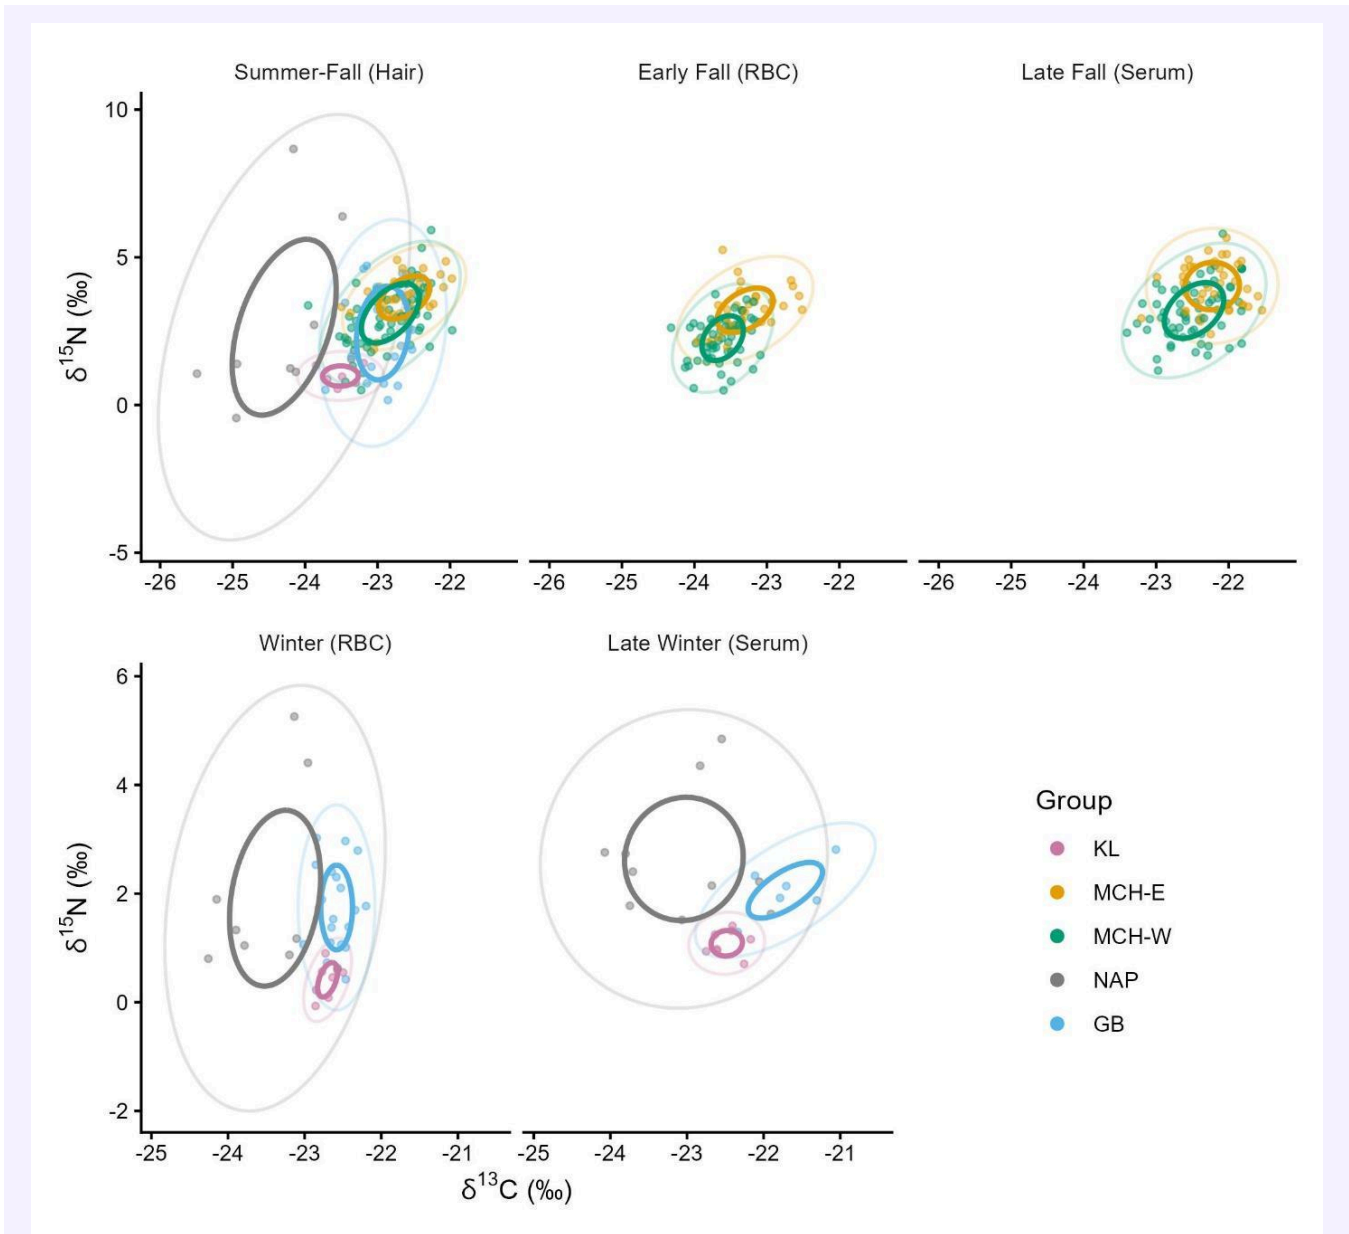 Summer-Fall (Hair) Early Fall (RBC) Late Fall (Serum)
10
5
0
-5
δ¹⁵N (‰)
-26 -25 -24 -23 -22 -26 -25 -24 -23 -22 -26 -25 -24 -23 -22
Winter (RBC) Late Winter (Serum)
6
4
2
0
-2
δ¹⁵N (‰)
-25 -24 -23 -22 -21 -25 -24 -23 -22 -21
δ¹³C (‰)
Group
KL
MCH-E
MCH-W
NAP
GB